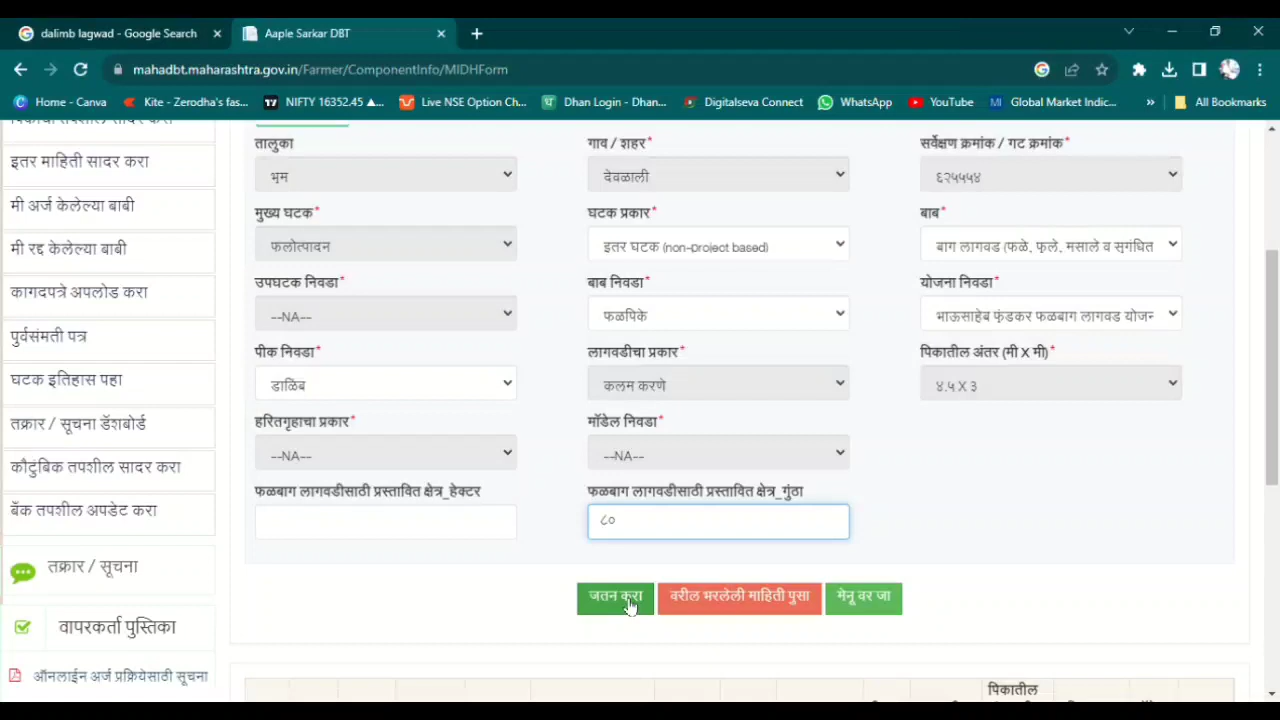 dalimb lagwad - Google Search
Aaple Sarkar DBT
mahadbt.maharashtra.gov.in/Farmer/ComponentInfo/MIDHForm
Home - Canva Kite - Zerodha's fas... NIFTY 16352.45 ▲... Live NSE Option Ch... Dhan Login - Dhan... Digitalseva Connect WhatsApp YouTube Global Market Indic... » All Bookmarks
इतर माहिती सादर करा
मी अर्ज केलेल्या बाबी
मी रद्द केलेल्या बाबी
कागदपत्रे अपलोड करा
पुर्वसंमती पत्र
घटक इतिहास पहा
तक्रार / सूचना डॅशबोर्ड
कौटुंबिक तपशील सादर करा
बँक तपशील अपडेट करा
तक्रार / सूचना
वापरकर्ता पुस्तिका
ऑनलाईन अर्ज प्रक्रियेसाठी सूचना
तालुका गाव / शहर* सर्वेक्षण क्रमांक / गट क्रमांक*
भूम देवळाली ६२५५५४
मुख्य घटक* घटक प्रकार* बाब*
फलोत्पादन इतर घटक (non-project based) बाग लागवड (फळे, फुले, मसाले व सुगंधित
उपघटक निवडा* बाब निवडा* योजना निवडा*
--NA-- फळपिके भाऊसाहेब फुंडकर फळबाग लागवड योजन
पीक निवडा* लागवडीचा प्रकार* पिकातील अंतर (मी X मी)*
डाळिंब कलम करणे ४.५ X ३
हरितगृहाचा प्रकार* मॉडेल निवडा*
--NA-- --NA--
फळबाग लागवडीसाठी प्रस्तावित क्षेत्र_हेक्टर फळबाग लागवडीसाठी प्रस्तावित क्षेत्र_गुंठा
८०
जतन करा वरील भरलेली माहिती पुसा मेनू वर जा
पिकातील